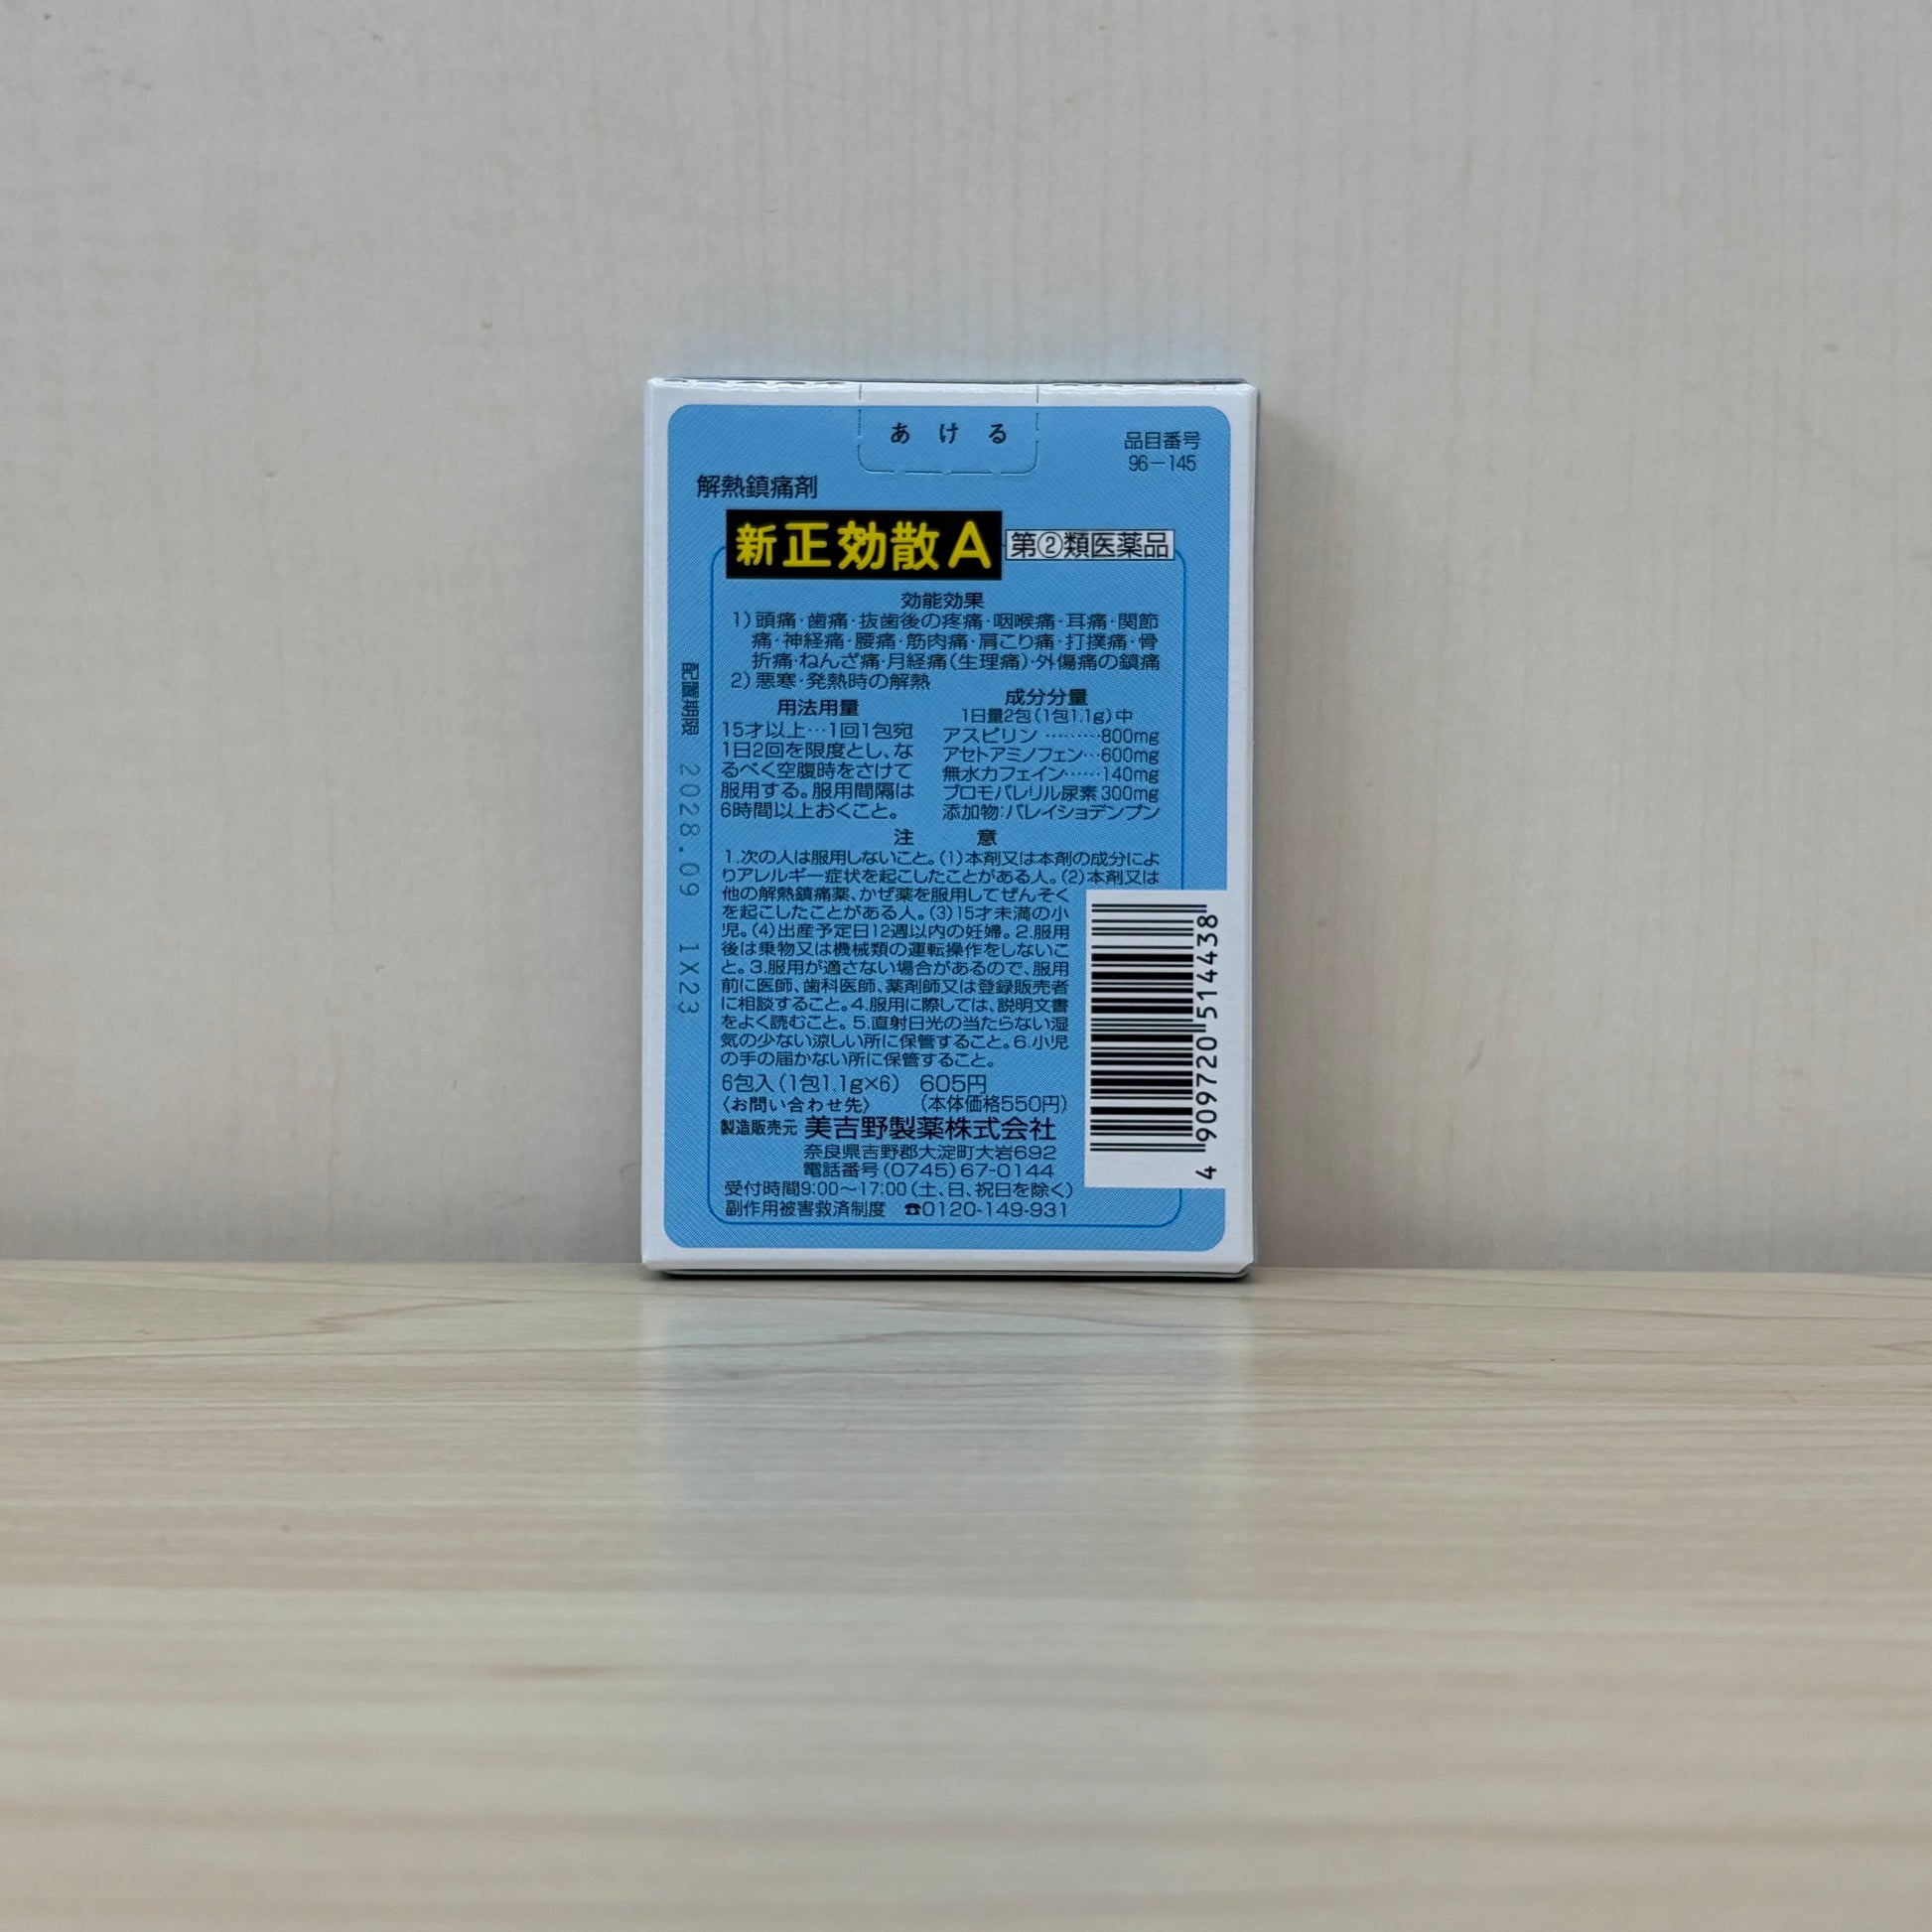 あける
品目番号
96-145
解熱鎮痛剤
新正効散A
第②類医薬品
効能効果
1)頭痛・歯痛・抜歯後の疼痛・咽喉痛・耳痛・関節
痛・神経痛・腰痛・筋肉痛・肩こり痛・打撲痛・骨
折痛・ねんざ痛・月経痛(生理痛)・外傷痛の鎮痛
2)悪寒・発熱時の解熱
用法用量
15才以上…1回1包宛
1日2回を限度とし、な
るべく空腹時をさけて
服用する。服用間隔は
6時間以上おくこと。
成分分量
1日量2包(1包1.1g)中
アスピリン………800mg
アセトアミノフェン…600mg
無水カフェイン……140mg
ブロモバレリル尿素300mg
添加物:バレイショデンプン
注意
1.次の人は服用しないこと。(1)本剤又は本剤の成分によ
りアレルギー症状を起こしたことがある人。(2)本剤又は
他の解熱鎮痛薬、かぜ薬を服用してぜんそく
を起こしたことがある人。(3)15才未満の小
児。(4)出産予定日12週以内の妊婦。2.服用
後は乗物又は機械類の運転操作をしないこ
と。3.服用が適さない場合があるので、服用
前に医師、歯科医師、薬剤師又は登録販売者
に相談すること。4.服用に際しては、説明文書
をよく読むこと。5.直射日光の当たらない湿
気の少ない涼しい所に保管すること。6.小児
の手の届かない所に保管すること。
6包入(1包1.1g×6) 605円
〈お問い合わせ先〉 (本体価格550円)
製造販売元 美吉野製薬株式会社
奈良県吉野郡大淀町大岩692
電話番号(0745)67-0144
受付時間9:00~17:00(土、日、祝日を除く)
副作用被害救済制度 ☎0120-149-931
配置期限 2028.09 1X23
4909720514438